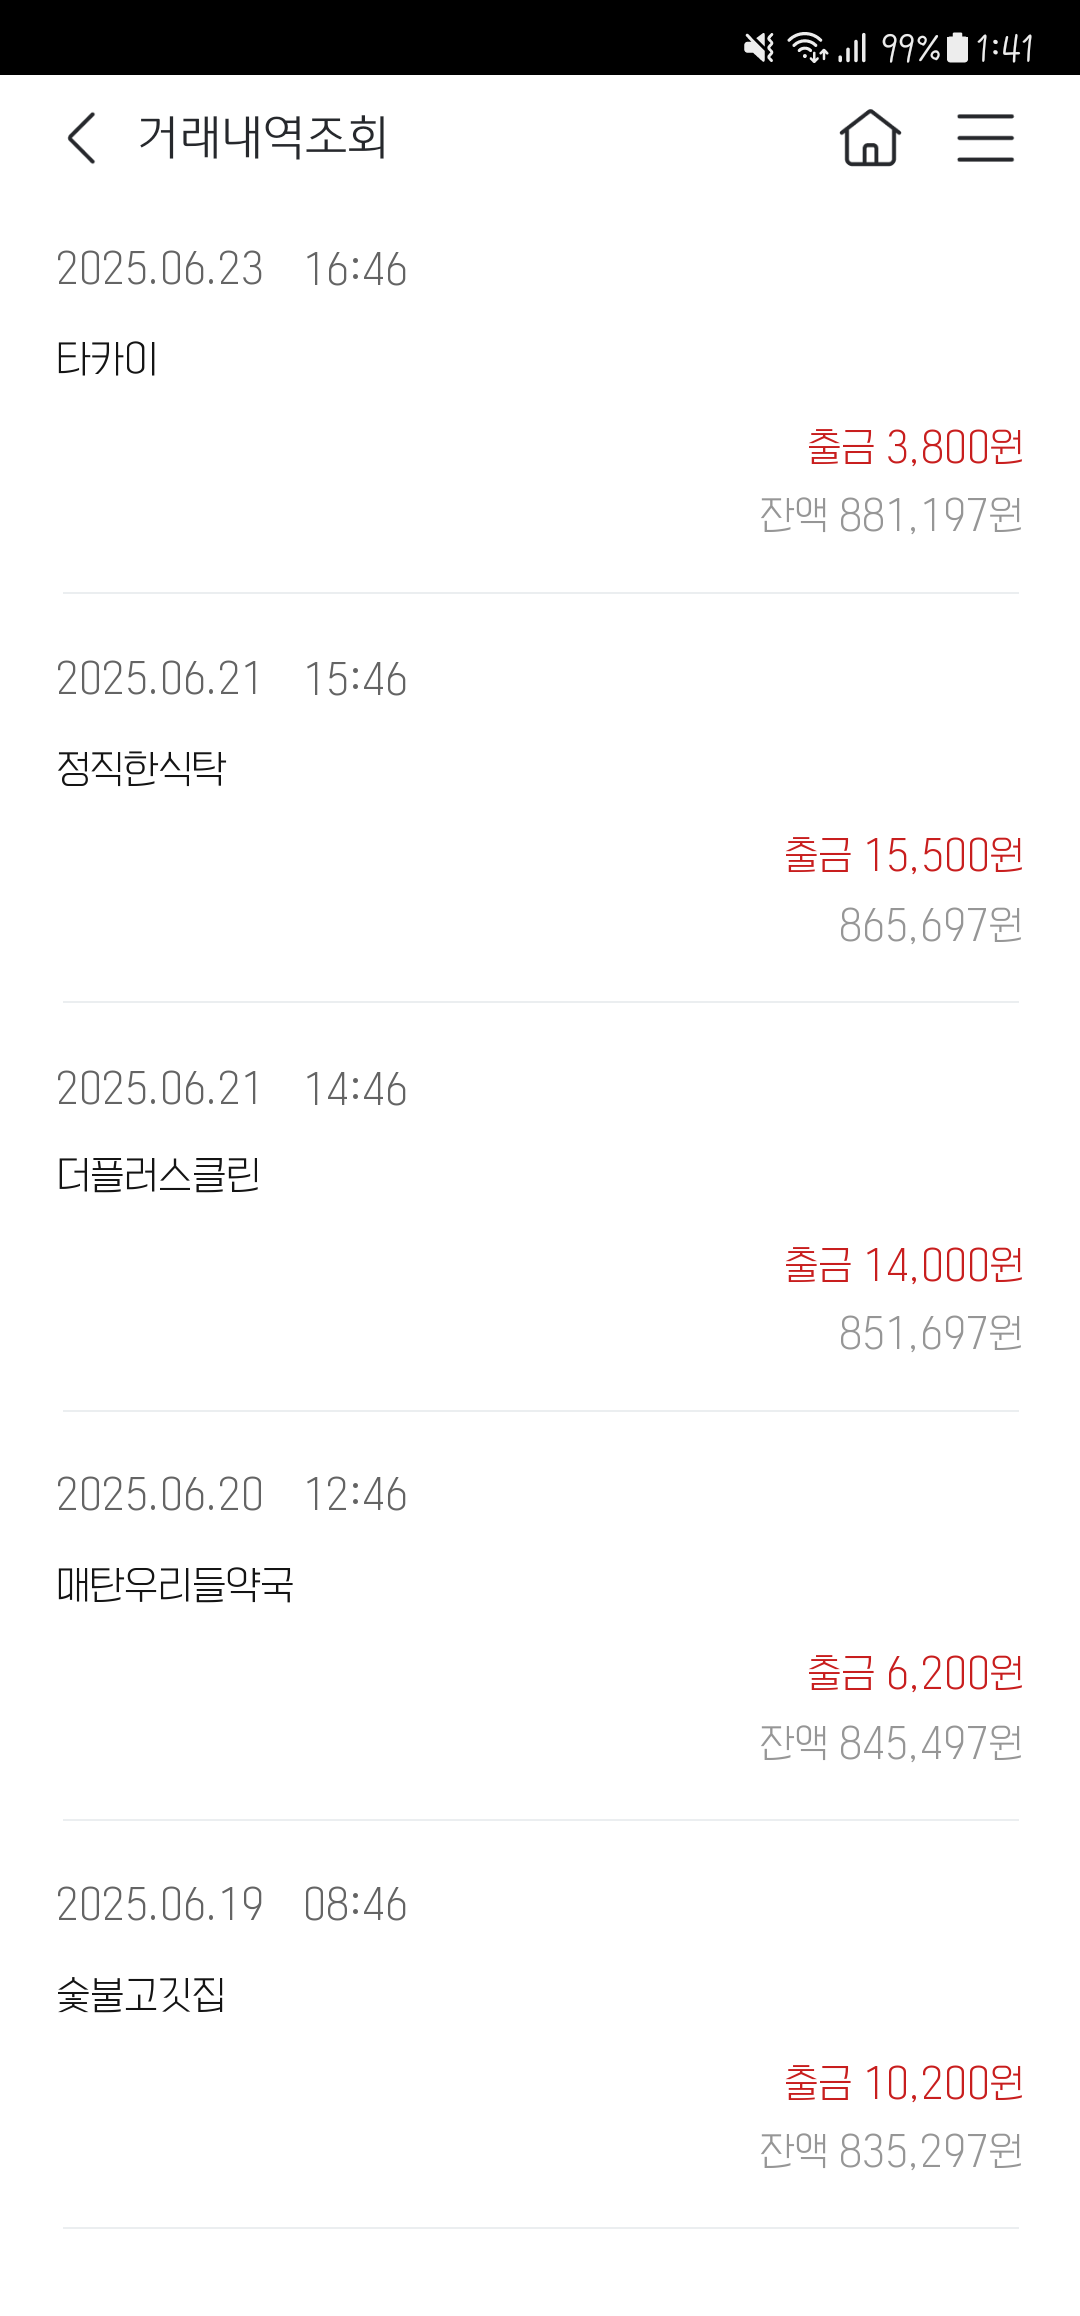 99% 1:41
거래내역조회
2025.06.23 16:46
타카이
출금 3,800원
잔액 881,197원
2025.06.21 15:46
정직한식탁
출금 15,500원
865,697원
2025.06.21 14:46
더플러스클린
출금 14,000원
851,697원
2025.06.20 12:46
매탄우리들약국
출금 6,200원
잔액 845,497원
2025.06.19 08:46
숯불고깃집
출금 10,200원
잔액 835,297원